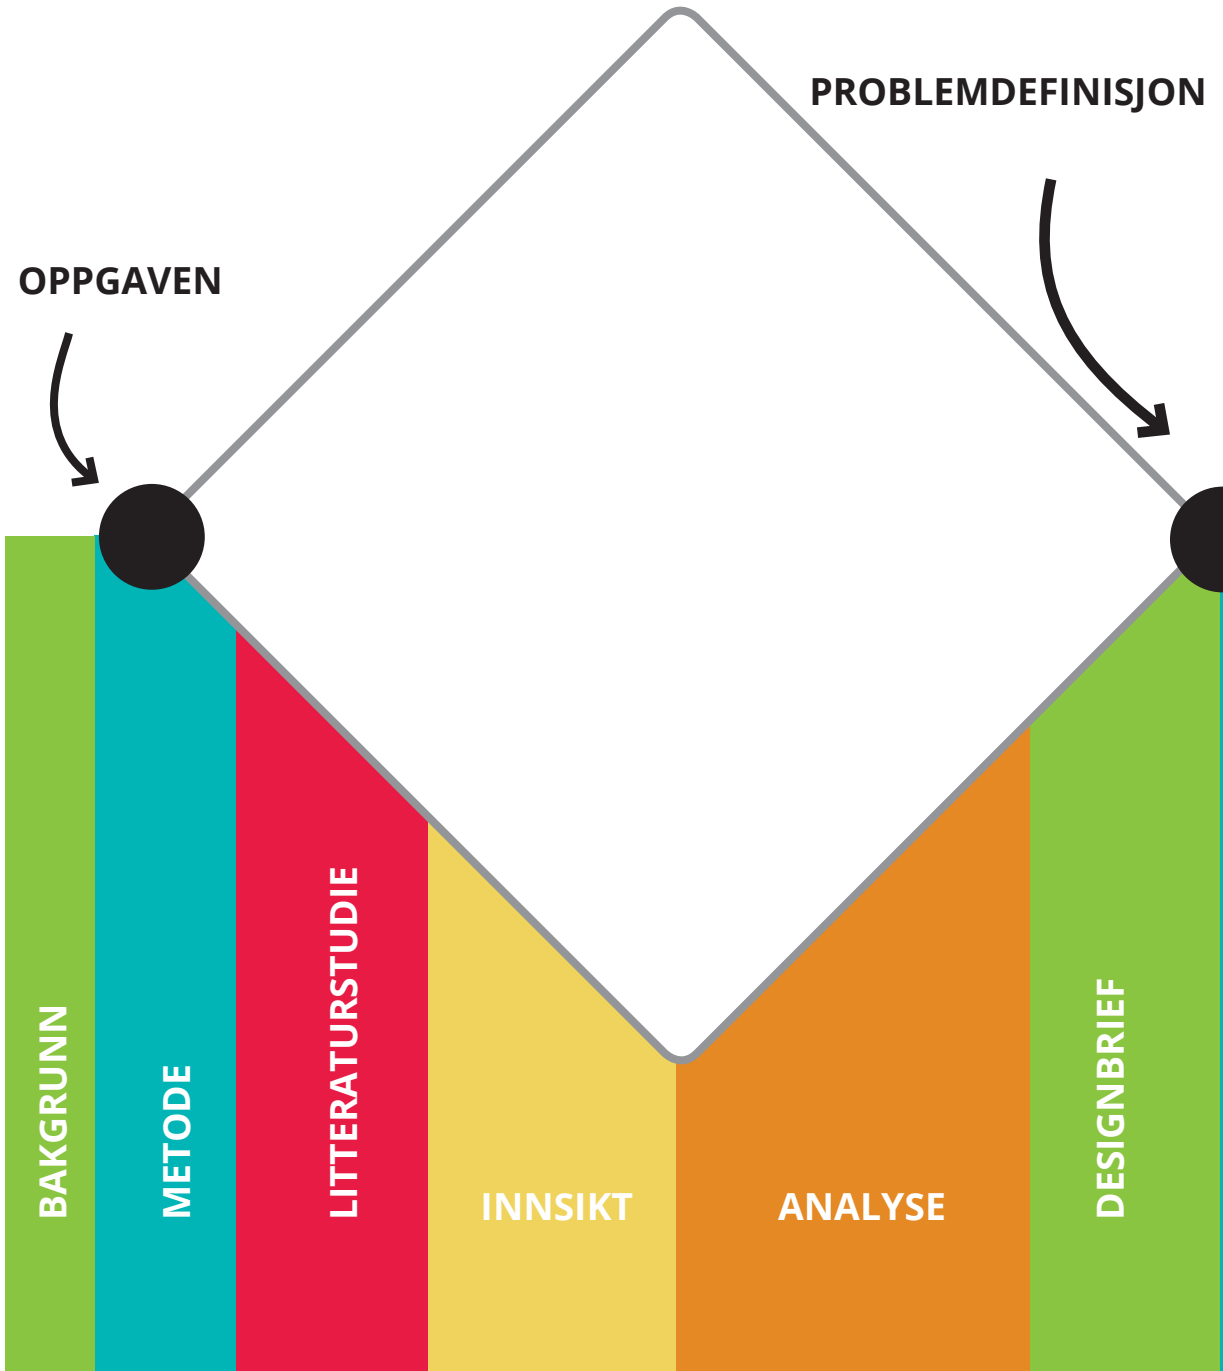 PROBLEMDEFINISJON
OPPGAVEN
BAKGRUNN
METODE
LITTERATURSTUDIE
INNSIKT
ANALYSE
DESIGNBRIEF